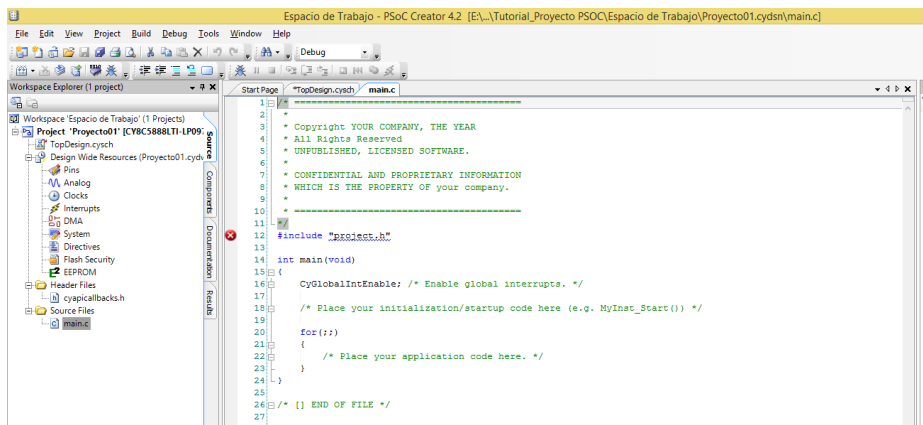 Espacio de Trabajo - PSoC Creator 4.2 [E:\...\Tutorial_Proyecto PSOC\Espacio de Trabajo\Proyecto01.cydsn\main.c]
File Edit View Project Build Debug Tools Window Help
Debug
Workspace Explorer (1 project)
Workspace 'Espacio de Trabajo' (1 Projects)
Project 'Proyecto01' [CY8C5888LTI-LP097
TopDesign.cysch
Design Wide Resources (Proyecto01.cydw
Pins
Analog
Clocks
Interrupts
DMA
System
Directives
Flash Security
EEPROM
Header Files
cyapicallbacks.h
Source Files
main.c
Source
Components
Documentation
Results
Start Page *TopDesign.cysch main.c
1 /* ========================================
2 *
3 * Copyright YOUR COMPANY, THE YEAR
4 * All Rights Reserved
5 * UNPUBLISHED, LICENSED SOFTWARE.
6 *
7 * CONFIDENTIAL AND PROPRIETARY INFORMATION
8 * WHICH IS THE PROPERTY OF your company.
9 *
10 * ========================================
11 */
12 #include "project.h"
13
14 int main(void)
15 {
16 CyGlobalIntEnable; /* Enable global interrupts. */
17
18 /* Place your initialization/startup code here (e.g. MyInst_Start()) */
19
20 for(;;)
21 {
22 /* Place your application code here. */
23 }
24 }
25
26 /* [] END OF FILE */
27